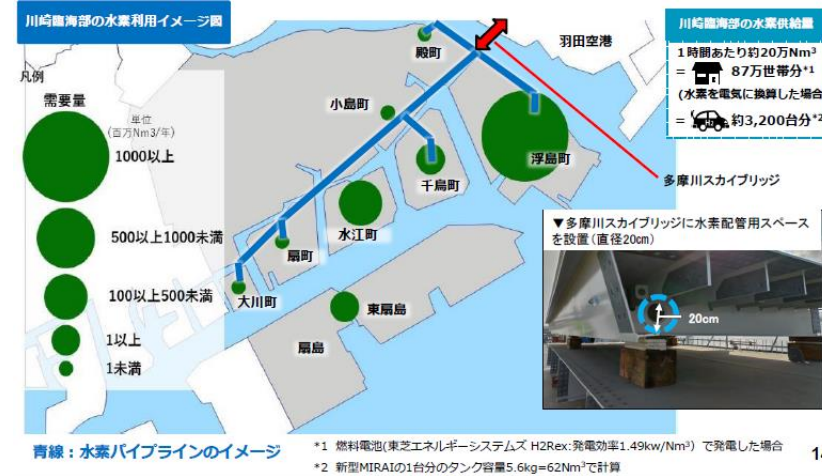 川崎臨海部の水素利用イメージ図
凡例
需要量
単位
(百万Nm3/年)
1000以上
500以上1000未満
100以上500未満
1以上
1未満
殿町
羽田空港
小島町
浮島町
千鳥町
水江町
扇町
大川町
東扇島
扇島
多摩川スカイブリッジ
川崎臨海部の水素供給量
1時間あたり約20万Nm³
= 87万世帯分*1
(水素を電気に換算した場合
= 約3,200台分*2
▼多摩川スカイブリッジに水素配管用スペース
を設置(直径20cm)
20cm
青線:水素パイプラインのイメージ
*1 燃料電池(東芝エネルギーシステムズ H2Rex:発電効率1.49kw/Nm³) で発電した場合
*2 新型MIRAIの1台分のタンク容量5.6kg=62Nm³で計算